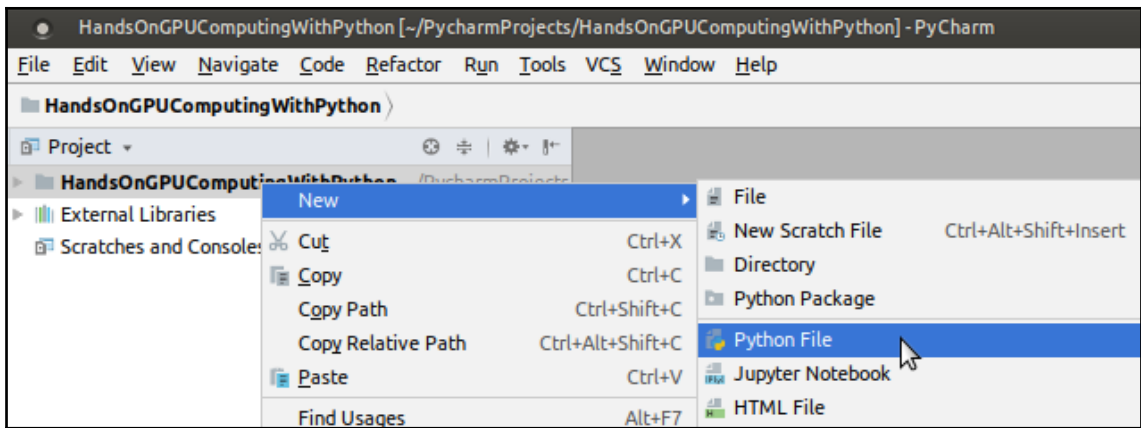 HandsOnGPUComputingWithPython [~/PycharmProjects/HandsOnGPUComputingWithPython] - PyCharm
File Edit View Navigate Code Refactor Run Tools VCS Window Help
HandsOnGPUComputingWithPython
Project
HandsOnGPUComputingWithPython ~/PycharmProjects
External Libraries
Scratches and Consoles
New
Cut Ctrl+X
Copy Ctrl+C
Copy Path Ctrl+Shift+C
Copy Relative Path Ctrl+Alt+Shift+C
Paste Ctrl+V
Find Usages Alt+F7
File
New Scratch File Ctrl+Alt+Shift+Insert
Directory
Python Package
Python File
Jupyter Notebook
HTML File